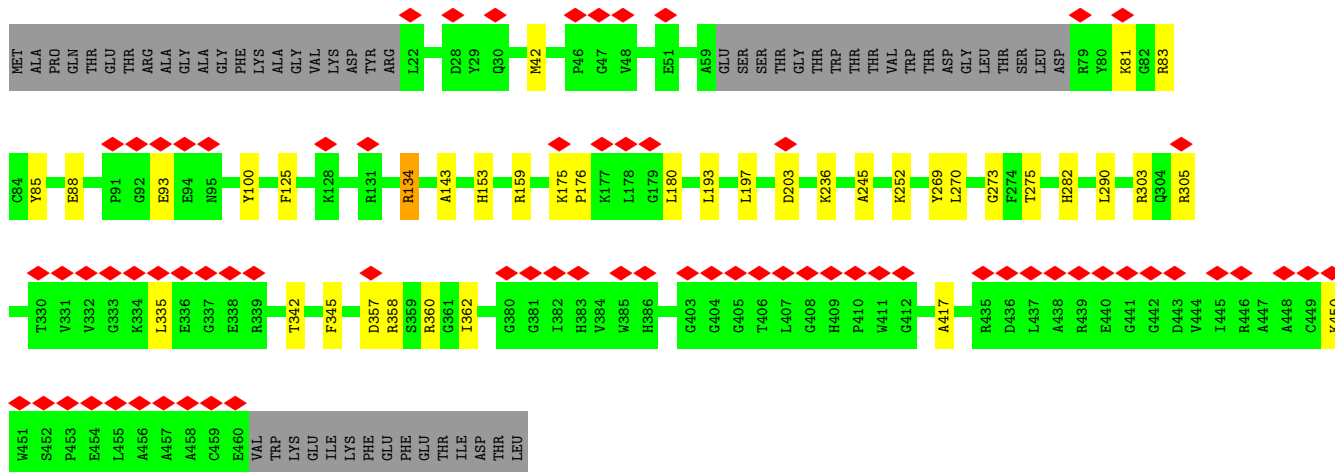 MET ALA PRO GLN THR GLU THR ARG ALA GLY ALA GLY PHE LYS ALA GLY VAL LYS ASP TYR ARG L22 D28 Y29 Q30 M42 P46 G47 V48 E51 A59 GLU SER SER THR GLY THR TRP THR THR VAL TRP THR ASP GLY LEU THR SER LEU ASP R79 Y80 K81 G82 R83
C84 Y85 E88 P91 G92 E93 E94 N95 Y100 F125 K128 R131 R134 A143 H153 R159 K175 P176 K177 L178 G179 L180 L193 L197 D203 K236 A245 K252 Y269 L270 G273 F274 T275 H282 L290 R303 Q304 R305
T330 V331 V332 G333 K334 L335 E336 G337 E338 R339 T342 F345 D357 R358 S359 R360 G361 I362 G380 G381 I382 H383 V384 W385 H386 G403 G404 G405 T406 L407 G408 H409 P410 W411 G412 A417 R435 D436 L437 A438 R439 E440 G441 G442 D443 V444 I445 R446 A447 A448 C449 K450
W451 S452 P453 E454 L455 A456 A457 A458 C459 E460 VAL TRP LYS GLU ILE LYS PHE GLU PHE GLU THR ILE ASP THR LEU